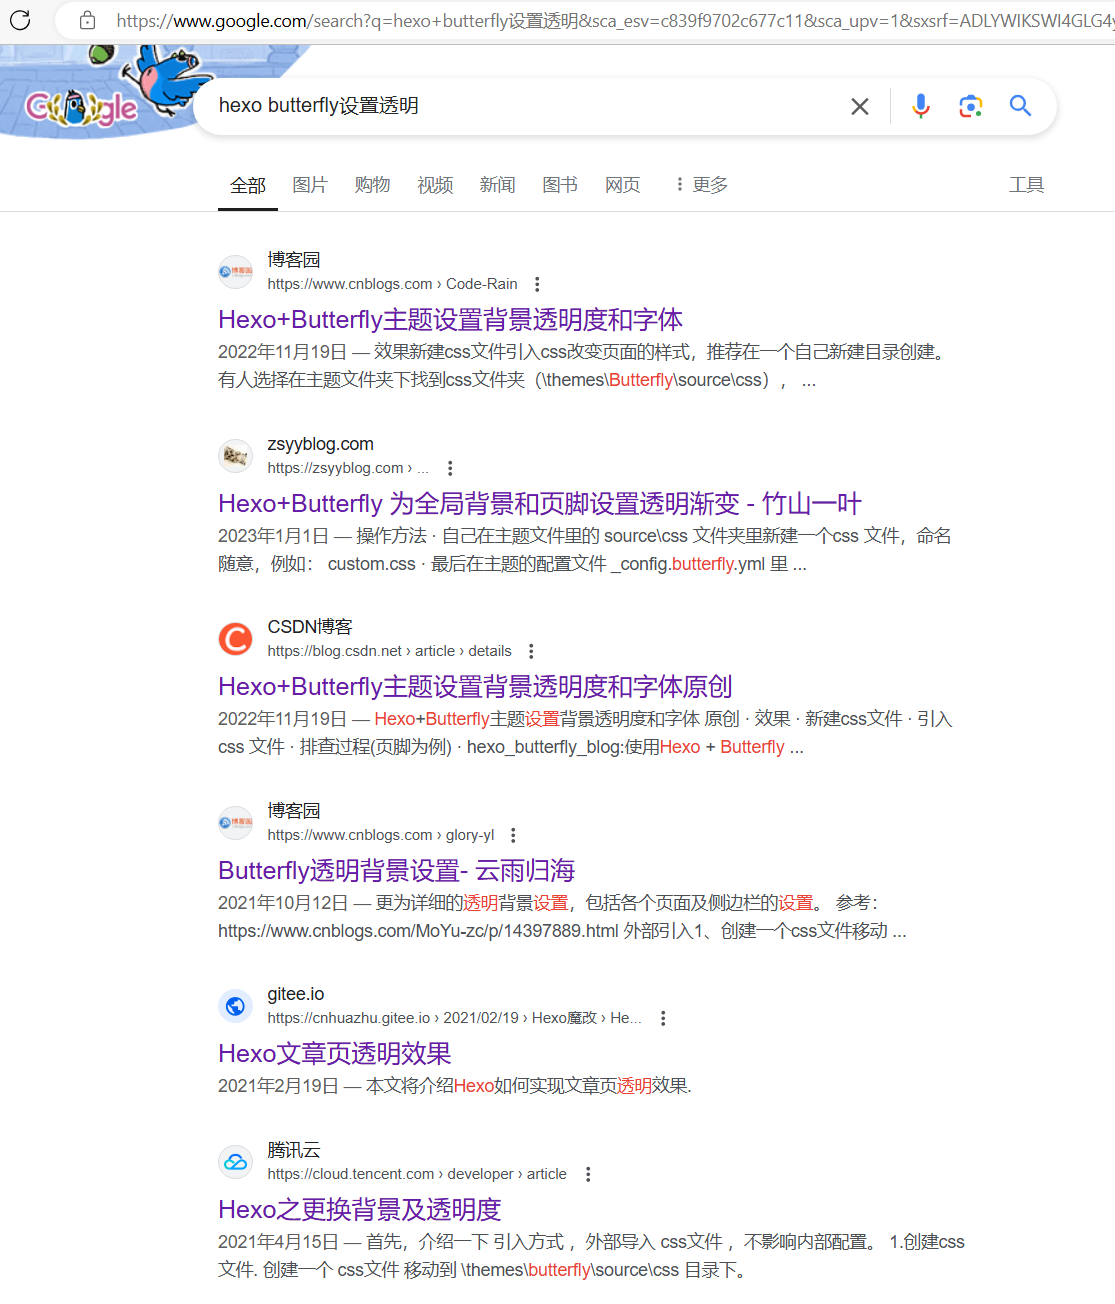 https://www.google.com/search?q=hexo+butterfly设置透明&sca_esv=c839f9702c677c11&sca_upv=1&sxsrf=ADLYWIKSWI4GLG4y
Google
hexo butterfly设置透明
全部 图片 购物 视频 新闻 图书 网页 更多 工具
博客园
https://www.cnblogs.com › Code-Rain
Hexo+Butterfly主题设置背景透明度和字体
2022年11月19日 — 效果新建css文件引入css改变页面的样式，推荐在一个自己新建目录创建。
有人选择在主题文件夹下找到css文件夹（\themes\Butterfly\source\css）， ...
zsyyblog.com
https://zsyyblog.com › ...
Hexo+Butterfly 为全局背景和页脚设置透明渐变 - 竹山一叶
2023年1月1日 — 操作方法 · 自己在主题文件里的 source\css 文件夹里新建一个css 文件，命名
随意，例如： custom.css · 最后在主题的配置文件 _config.butterfly.yml 里 ...
CSDN博客
https://blog.csdn.net › article › details
Hexo+Butterfly主题设置背景透明度和字体原创
2022年11月19日 — Hexo+Butterfly主题设置背景透明度和字体 原创 · 效果 · 新建css文件 · 引入
css 文件 · 排查过程(页脚为例) · hexo_butterfly_blog:使用Hexo + Butterfly ...
博客园
https://www.cnblogs.com › glory-yl
Butterfly透明背景设置- 云雨归海
2021年10月12日 — 更为详细的透明背景设置，包括各个页面及侧边栏的设置。 参考：
https://www.cnblogs.com/MoYu-zc/p/14397889.html 外部引入1、创建一个css文件移动 ...
gitee.io
https://cnhuazhu.gitee.io › 2021/02/19 › Hexo魔改 › He...
Hexo文章页透明效果
2021年2月19日 — 本文将介绍Hexo如何实现文章页透明效果.
腾讯云
https://cloud.tencent.com › developer › article
Hexo之更换背景及透明度
2021年4月15日 — 首先，介绍一下 引入方式 ，外部导入 css文件 ，不影响内部配置。 1.创建css
文件. 创建一个 css文件 移动到 \themes\butterfly\source\css 目录下。